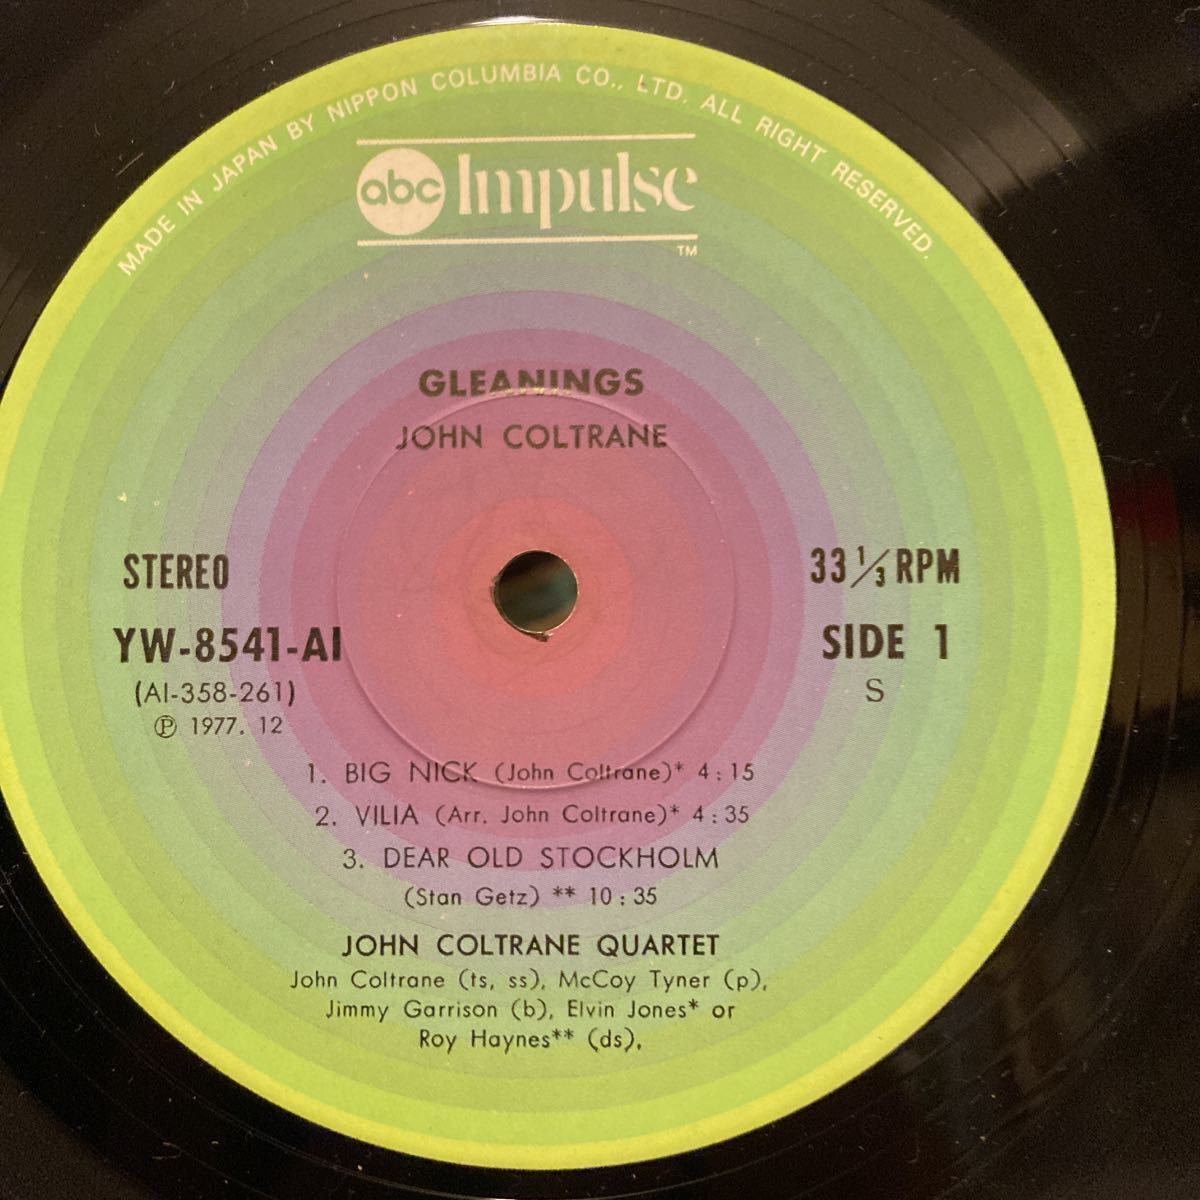 MADE IN JAPAN BY NIPPON COLUMBIA CO., LTD. ALL RIGHT RESERVED.
abc Impulse
TM
GLEANINGS
JOHN COLTRANE
STEREO
33 1/3 RPM
YW-8541-AI
SIDE 1
(AI-358-261)
S
Ⓟ 1977. 12
1. BIG NICK (John Coltrane)* 4:15
2. VILIA (Arr. John Coltrane)* 4:35
3. DEAR OLD STOCKHOLM
(Stan Getz) ** 10:35
JOHN COLTRANE QUARTET
John Coltrane (ts, ss), McCoy Tyner (p),
Jimmy Garrison (b), Elvin Jones* or
Roy Haynes** (ds),